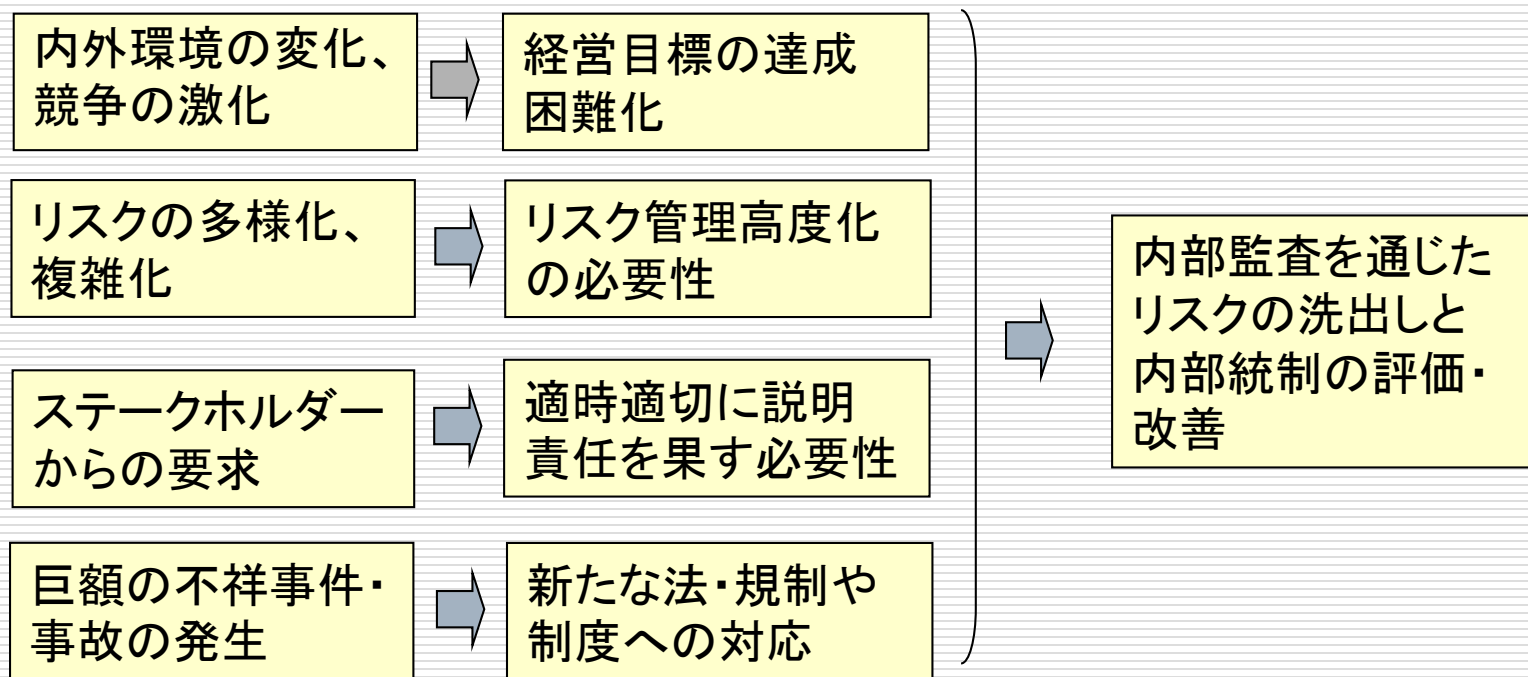 内外環境の変化、
競争の激化
経営目標の達成
困難化
リスクの多様化、
複雑化
リスク管理高度化
の必要性
ステークホルダー
からの要求
適時適切に説明
責任を果す必要性
巨額の不祥事件・
事故の発生
新たな法・規制や
制度への対応
内部監査を通じた
リスクの洗出しと
内部統制の評価・
改善